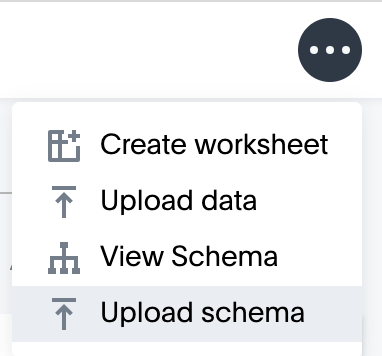 Create worksheet
Upload data
View Schema
Upload schema